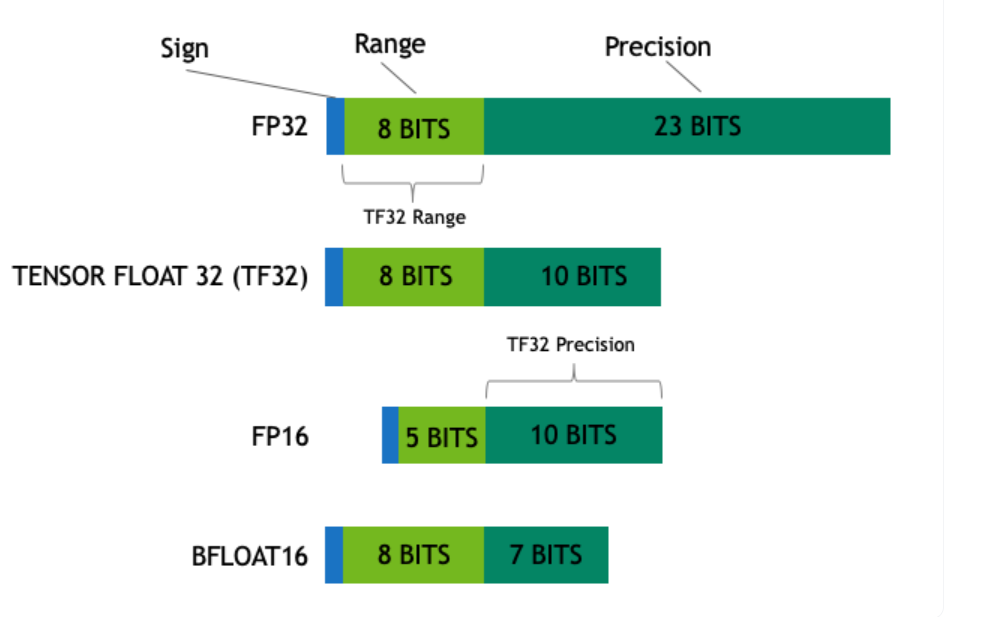 Sign
Range
Precision
FP32
8 BITS
23 BITS
TF32 Range
TENSOR FLOAT 32 (TF32)
8 BITS
10 BITS
TF32 Precision
FP16
5 BITS
10 BITS
BFLOAT16
8 BITS
7 BITS